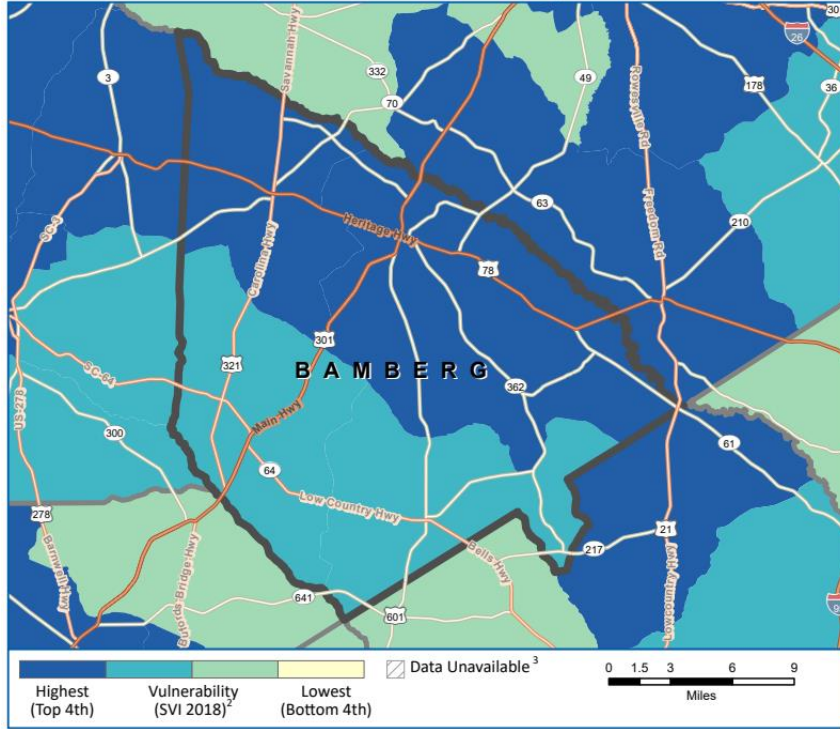 30
26
3
Savannah Hwy
332
49
Rowesville Rd
178
36
70
SC-3
63
Freedom Rd
210
Heritage Hwy
Carolina Hwy
78
301
321
BAMBERG
SC-64
362
US-278
Main Hwy
300
64
61
Low Country Hwy
278
21
Bells Hwy
217
Barnwell Hwy
Bufords Bridge Hwy
Lowcountry Hwy
641
601
9
Data Unavailable 3
0 1.5 3 6 9
Highest Vulnerability Lowest
(Top 4th) (SVI 2018)2 (Bottom 4th)
Miles